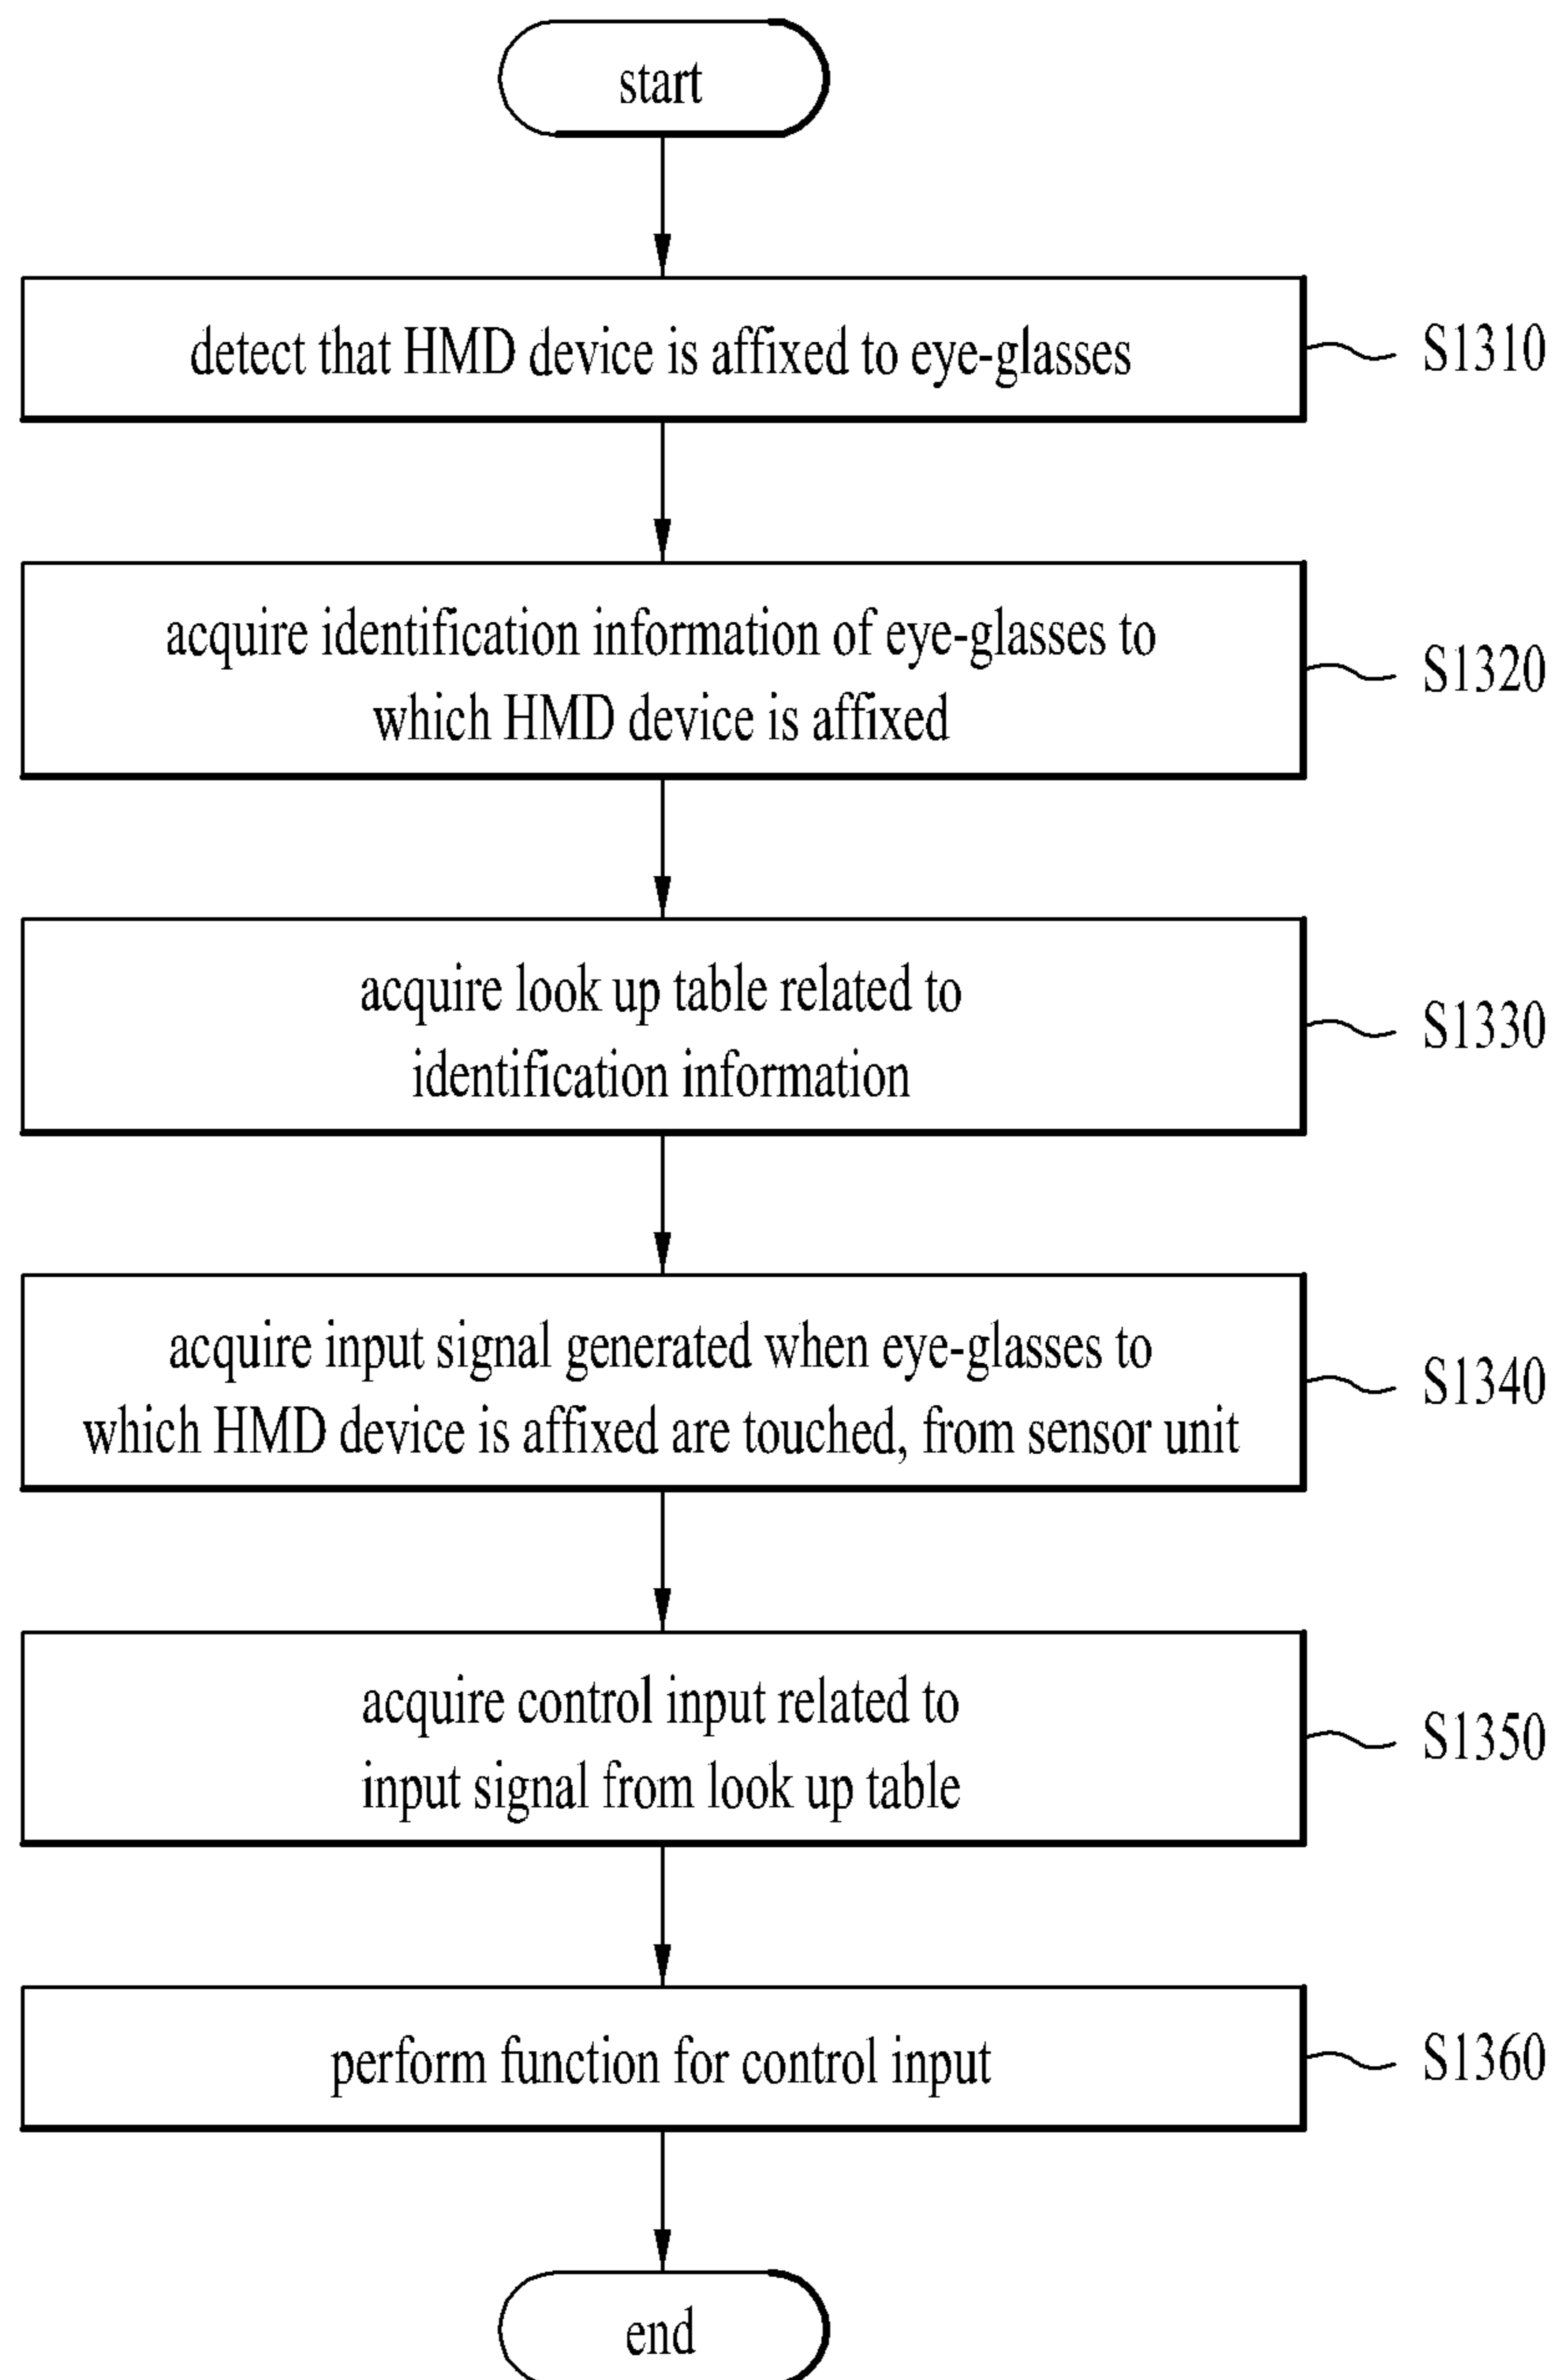 start
detect that HMD device is affixed to eye-glasses
S1310
acquire identification information of eye-glasses to
which HMD device is affixed
S1320
acquire look up table related to
identification information
S1330
acquire input signal generated when eye-glasses to
which HMD device is affixed are touched, from sensor unit
S1340
acquire control input related to
input signal from look up table
S1350
perform function for control input
S1360
end